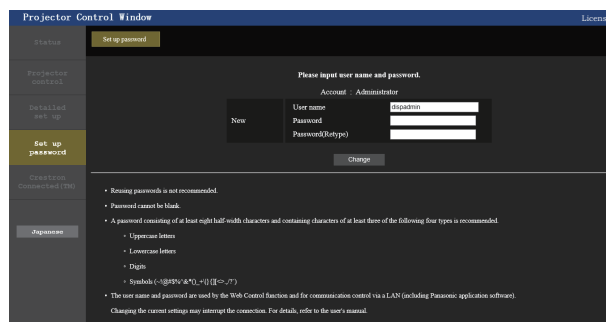 Projector Control Window
Licens
Status
Set up password
Projector
control
Detailed
set up
Set up
password
Crestron
Connected(TM)
Japanese
Please input user name and password.
Account : Administrator
New
User name
dispadmin
Password
Password(Retype)
Change
• Reusing passwords is not recommended.
• Password cannot be blank.
• A password consisting of at least eight half-width characters and containing characters of at least three of the following four types is recommended.
Uppercase letters
Lowercase letters
Digits
Symbols
• The user name and password are used by the Web Control function and for communication control via a LAN (including Panasonic application software).
Changing the current settings may interrupt the connection. For details, refer to the user's manual.